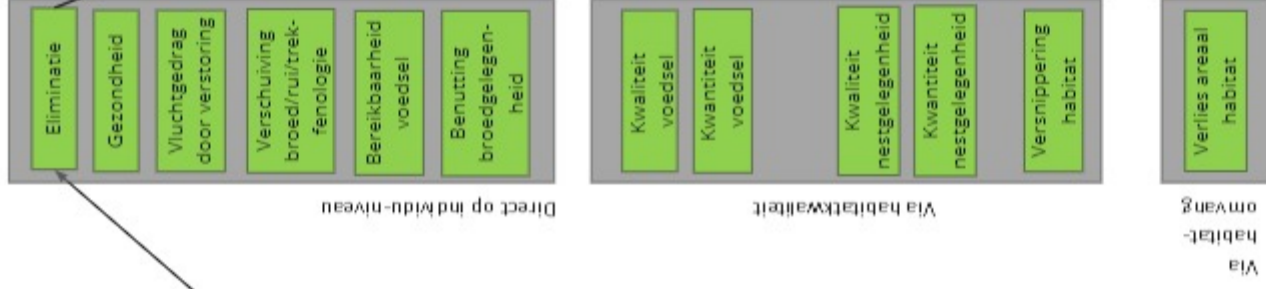 Eliminatie
Gezondheid
Vluchtgedrag
door verstoring
Verschuiving
broed/rui/trek-
fenologie
Bereikbaarheid
voedsel
Benutting
broedgelegen-
heid
Direct op individu-niveau
Kwaliteit
voedsel
Kwantiteit
voedsel
Kwaliteit
nestgelegenheid
Kwantiteit
nestgelegenheid
Versnippering
habitat
Via habitatkwaliteit
Verlies areaal
habitat
Via
habitat-
omvang